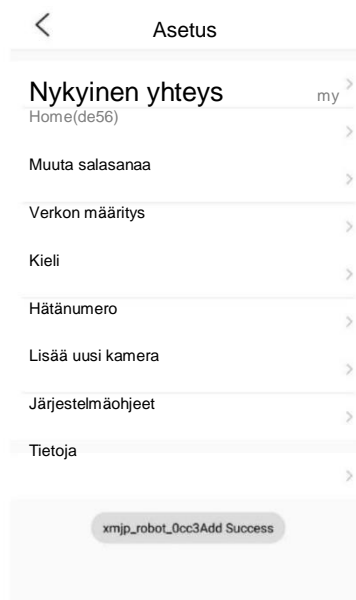 Asetus
Nykyinen yhteys my
Home(de56)
Muuta salasanaa
Verkon määritys
Kieli
Hätänumero
Lisää uusi kamera
Järjestelmäohjeet
Tietoja
xmjp_robot_0cc3Add Success